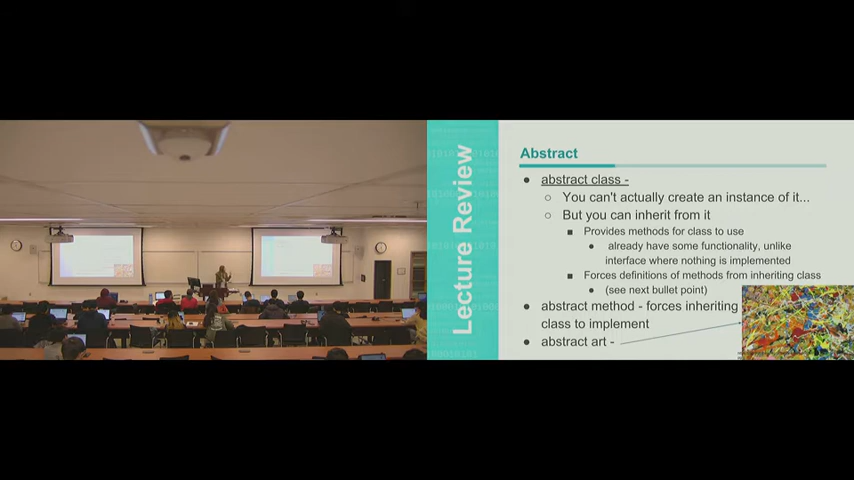 Lecture Review
Abstract
● abstract class -
○ You can't actually create an instance of it...
○ But you can inherit from it
■ Provides methods for class to use
● already have some functionality, unlike
interface where nothing is implemented
■ Forces definitions of methods from inheriting class
● (see next bullet point)
● abstract method - forces inheriting
class to implement
● abstract art -